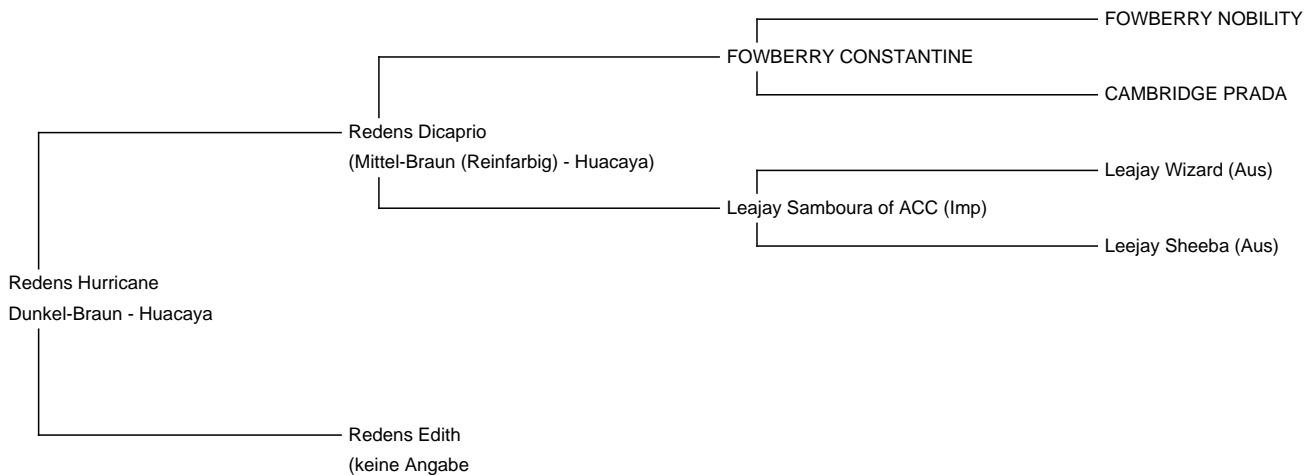 FOWBERRY NOBILITY
FOWBERRY CONSTANTINE
CAMBRIDGE PRADA
Redens Dicaprio
(Mittel-Braun (Reinfarbig) - Huacaya)
Leajay Wizard (Aus)
Leajay Samboura of ACC (Imp)
Leejay Sheeba (Aus)
Redens Hurricane
Dunkel-Braun - Huacaya
Redens Edith
(keine Angabe